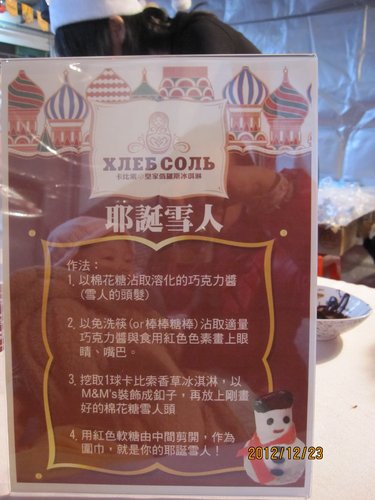 ХЛЕБ СОЛЬ
卡比索 皇家俄羅斯冰淇淋
耶誕雪人
作法：
1. 以棉花糖沾取溶化的巧克力醬
(雪人的頭髮)
2. 以免洗筷(or棒棒糖棒)沾取適量
巧克力醬與食用紅色色素畫上眼
睛、嘴巴。
3. 挖取1球卡比索香草冰淇淋，以
M&M's裝飾成釦子，再放上剛畫
好的棉花糖雪人頭
4. 用紅色軟糖由中間剪開，作為
圍巾，就是你的耶誕雪人！
2012/12/23